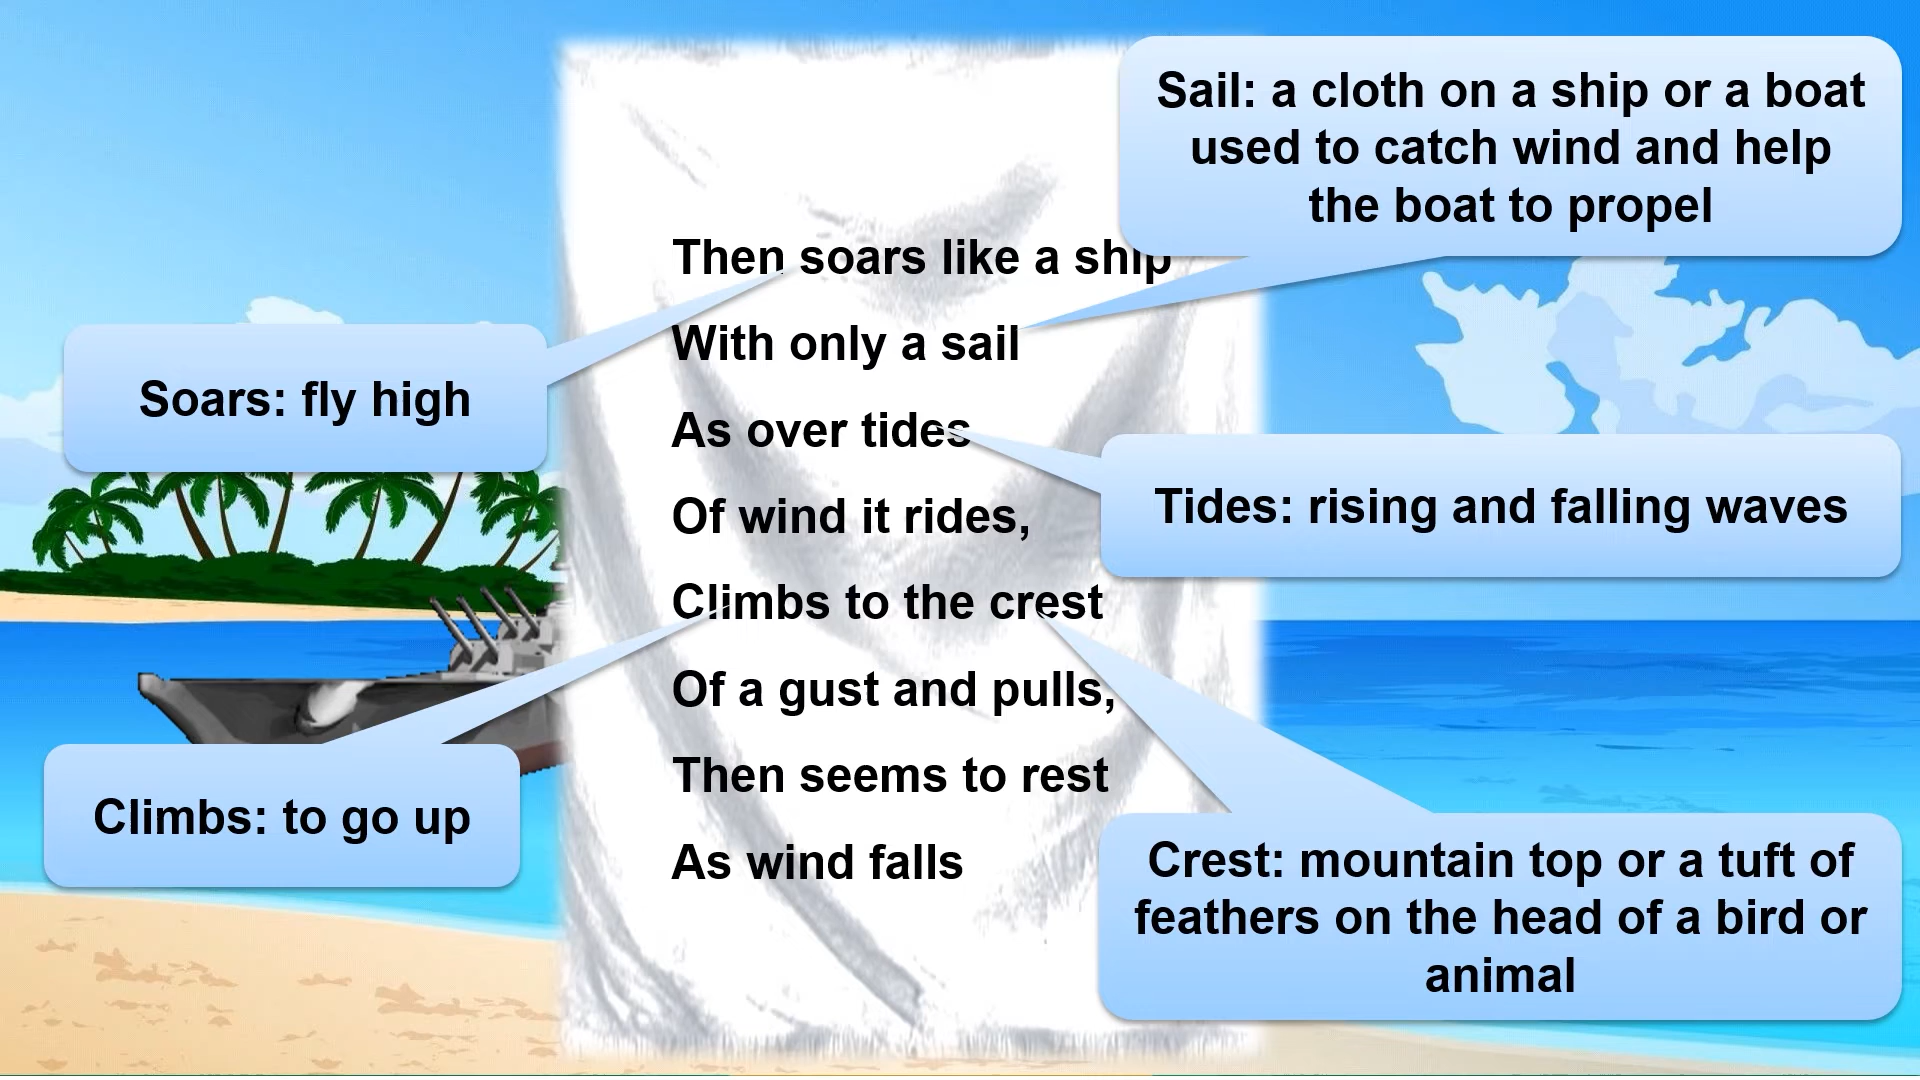 Sail: a cloth on a ship or a boat
used to catch wind and help
the boat to propel
Then soars like a ship
With only a sail
Soars: fly high
As over tides
Tides: rising and falling waves
Of wind it rides,
Climbs to the crest
Of a gust and pulls,
Then seems to rest
Climbs: to go up
As wind falls
Crest: mountain top or a tuft of
feathers on the head of a bird or
animal